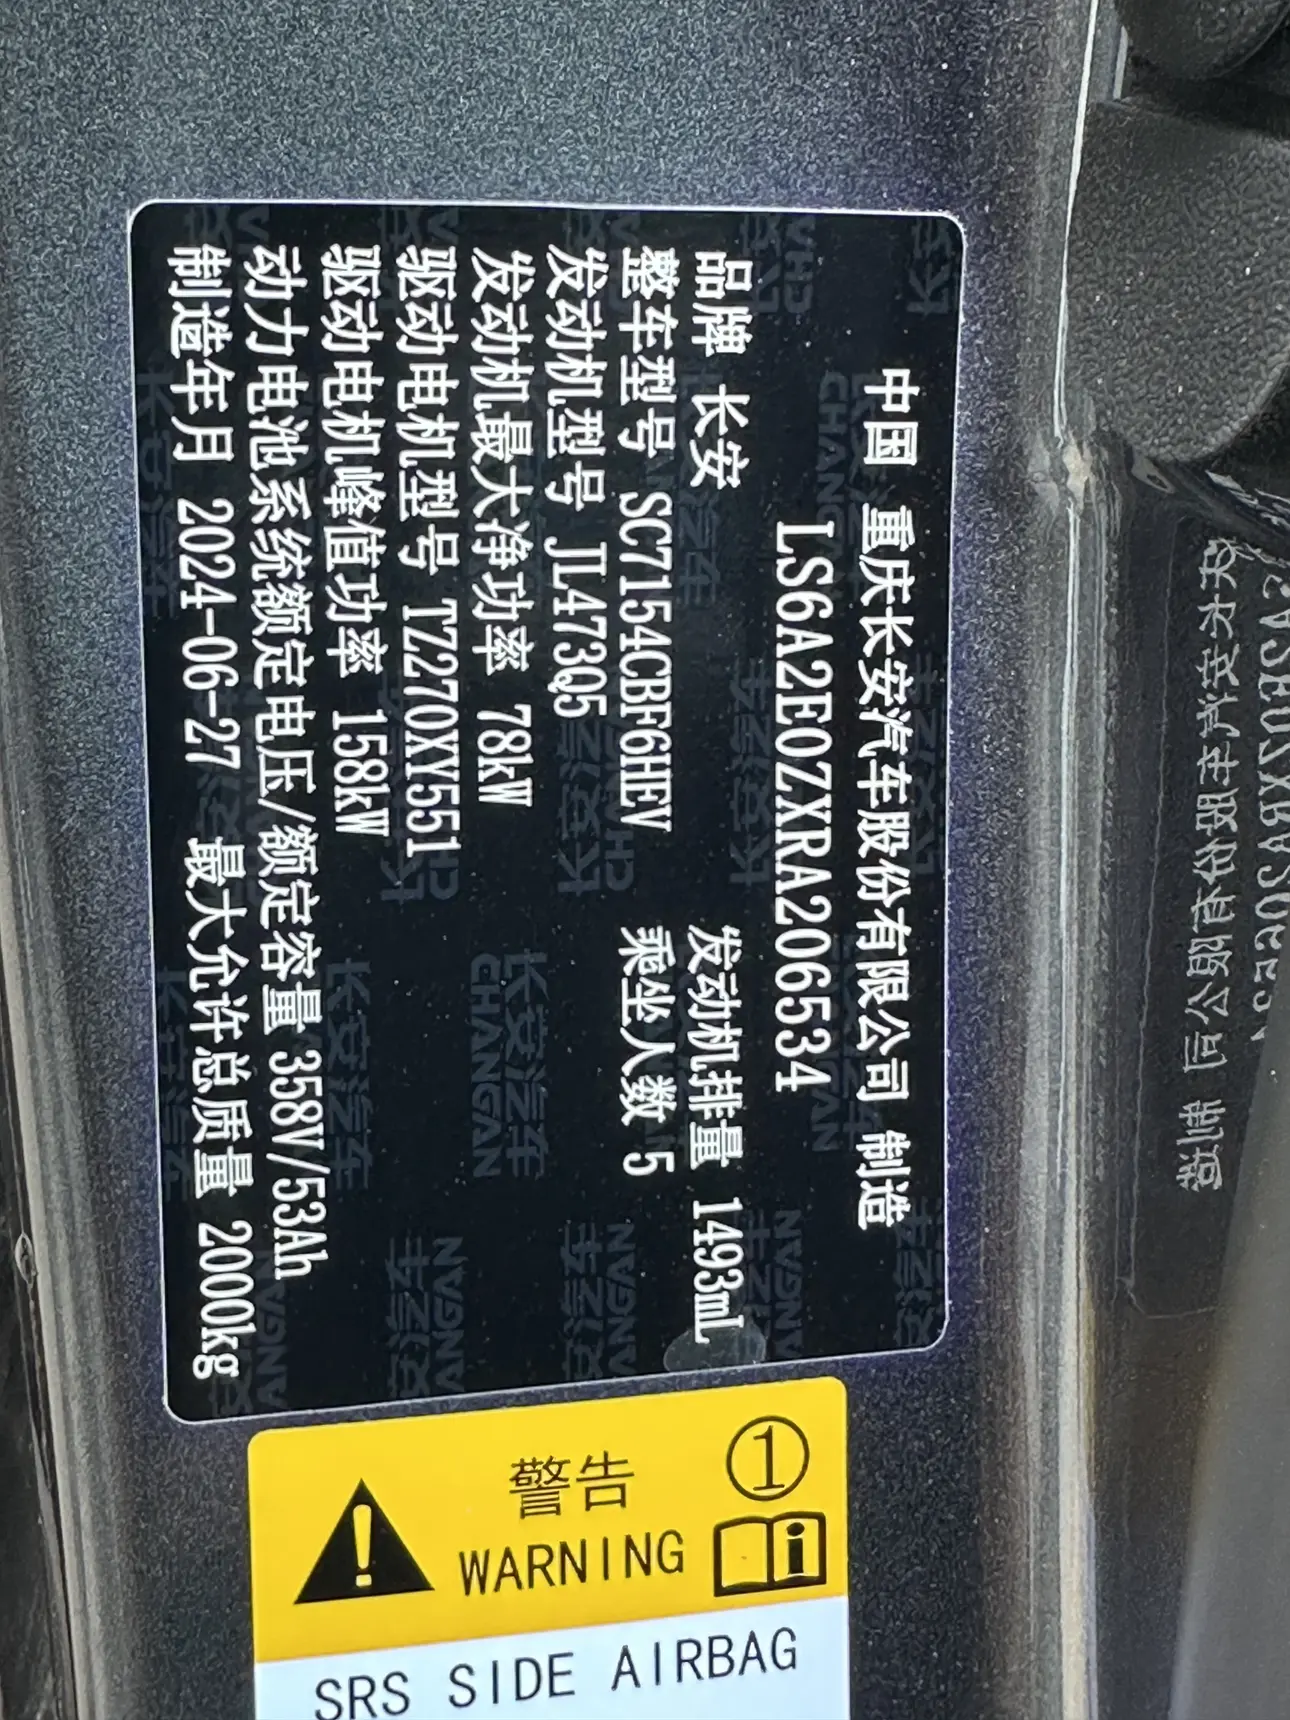 中国 重庆长安汽车股份有限公司 制造
LS6A2E0ZXRA206534
品牌 长安 发动机排量 1493mL
整车型号 SC7154CBF6HEV 乘坐人数 5
发动机型号 JL473Q5
发动机最大净功率 78kW
驱动电机型号 TZ270XY551
驱动电机峰值功率 158kW
动力电池系统额定电压/额定容量 358V/53Ah
制造年月 2024-06-27 最大允许总质量 2000kg
警告 ①
WARNING
SRS SIDE AIRBAG